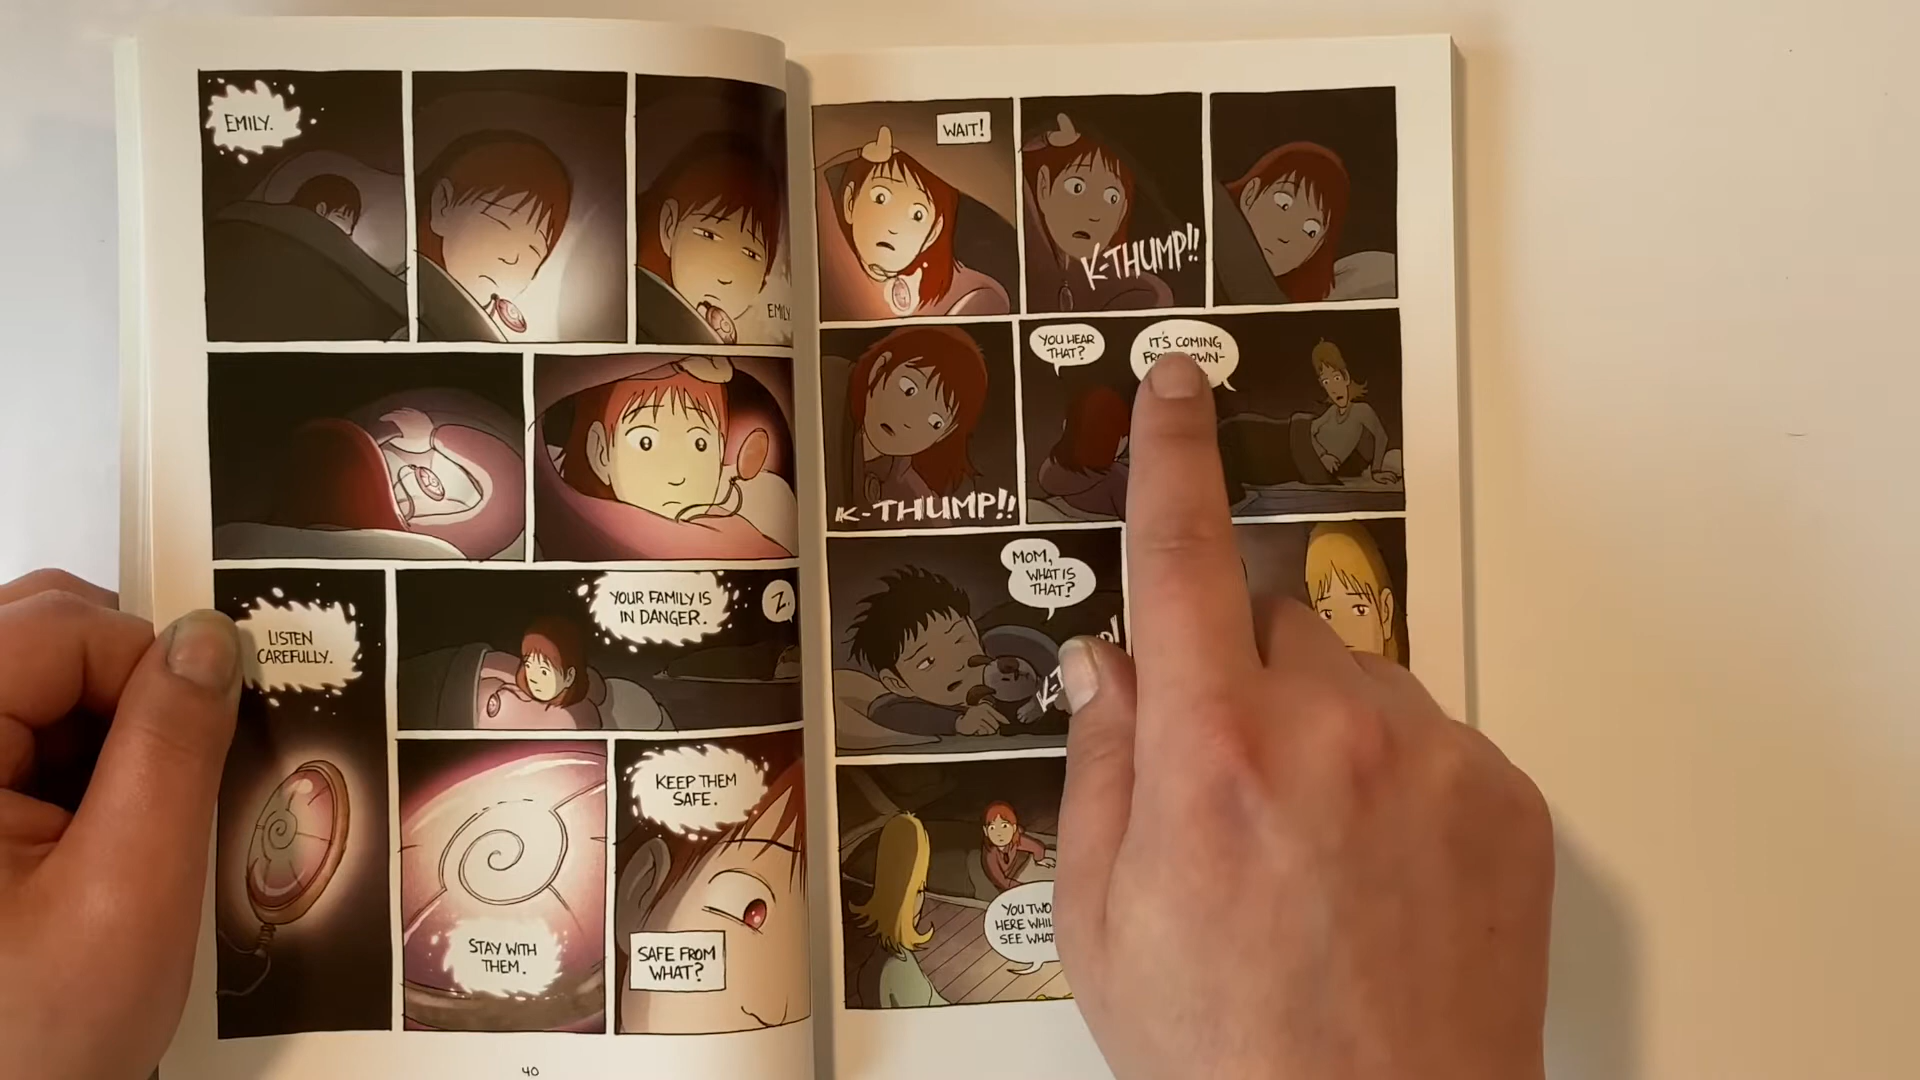 EMILY.
EMILY
LISTEN
CAREFULLY.
YOUR FAMILY IS
IN DANGER.
Z
STAY WITH
THEM.
KEEP THEM
SAFE.
SAFE FROM
WHAT?
40
WAIT!
K-THUMP!!
K-THUMP!!
YOU HEAR
THAT?
IT'S COMING
MOM,
WHAT IS
THAT?
YOU TWO
HERE
SEE WHAT